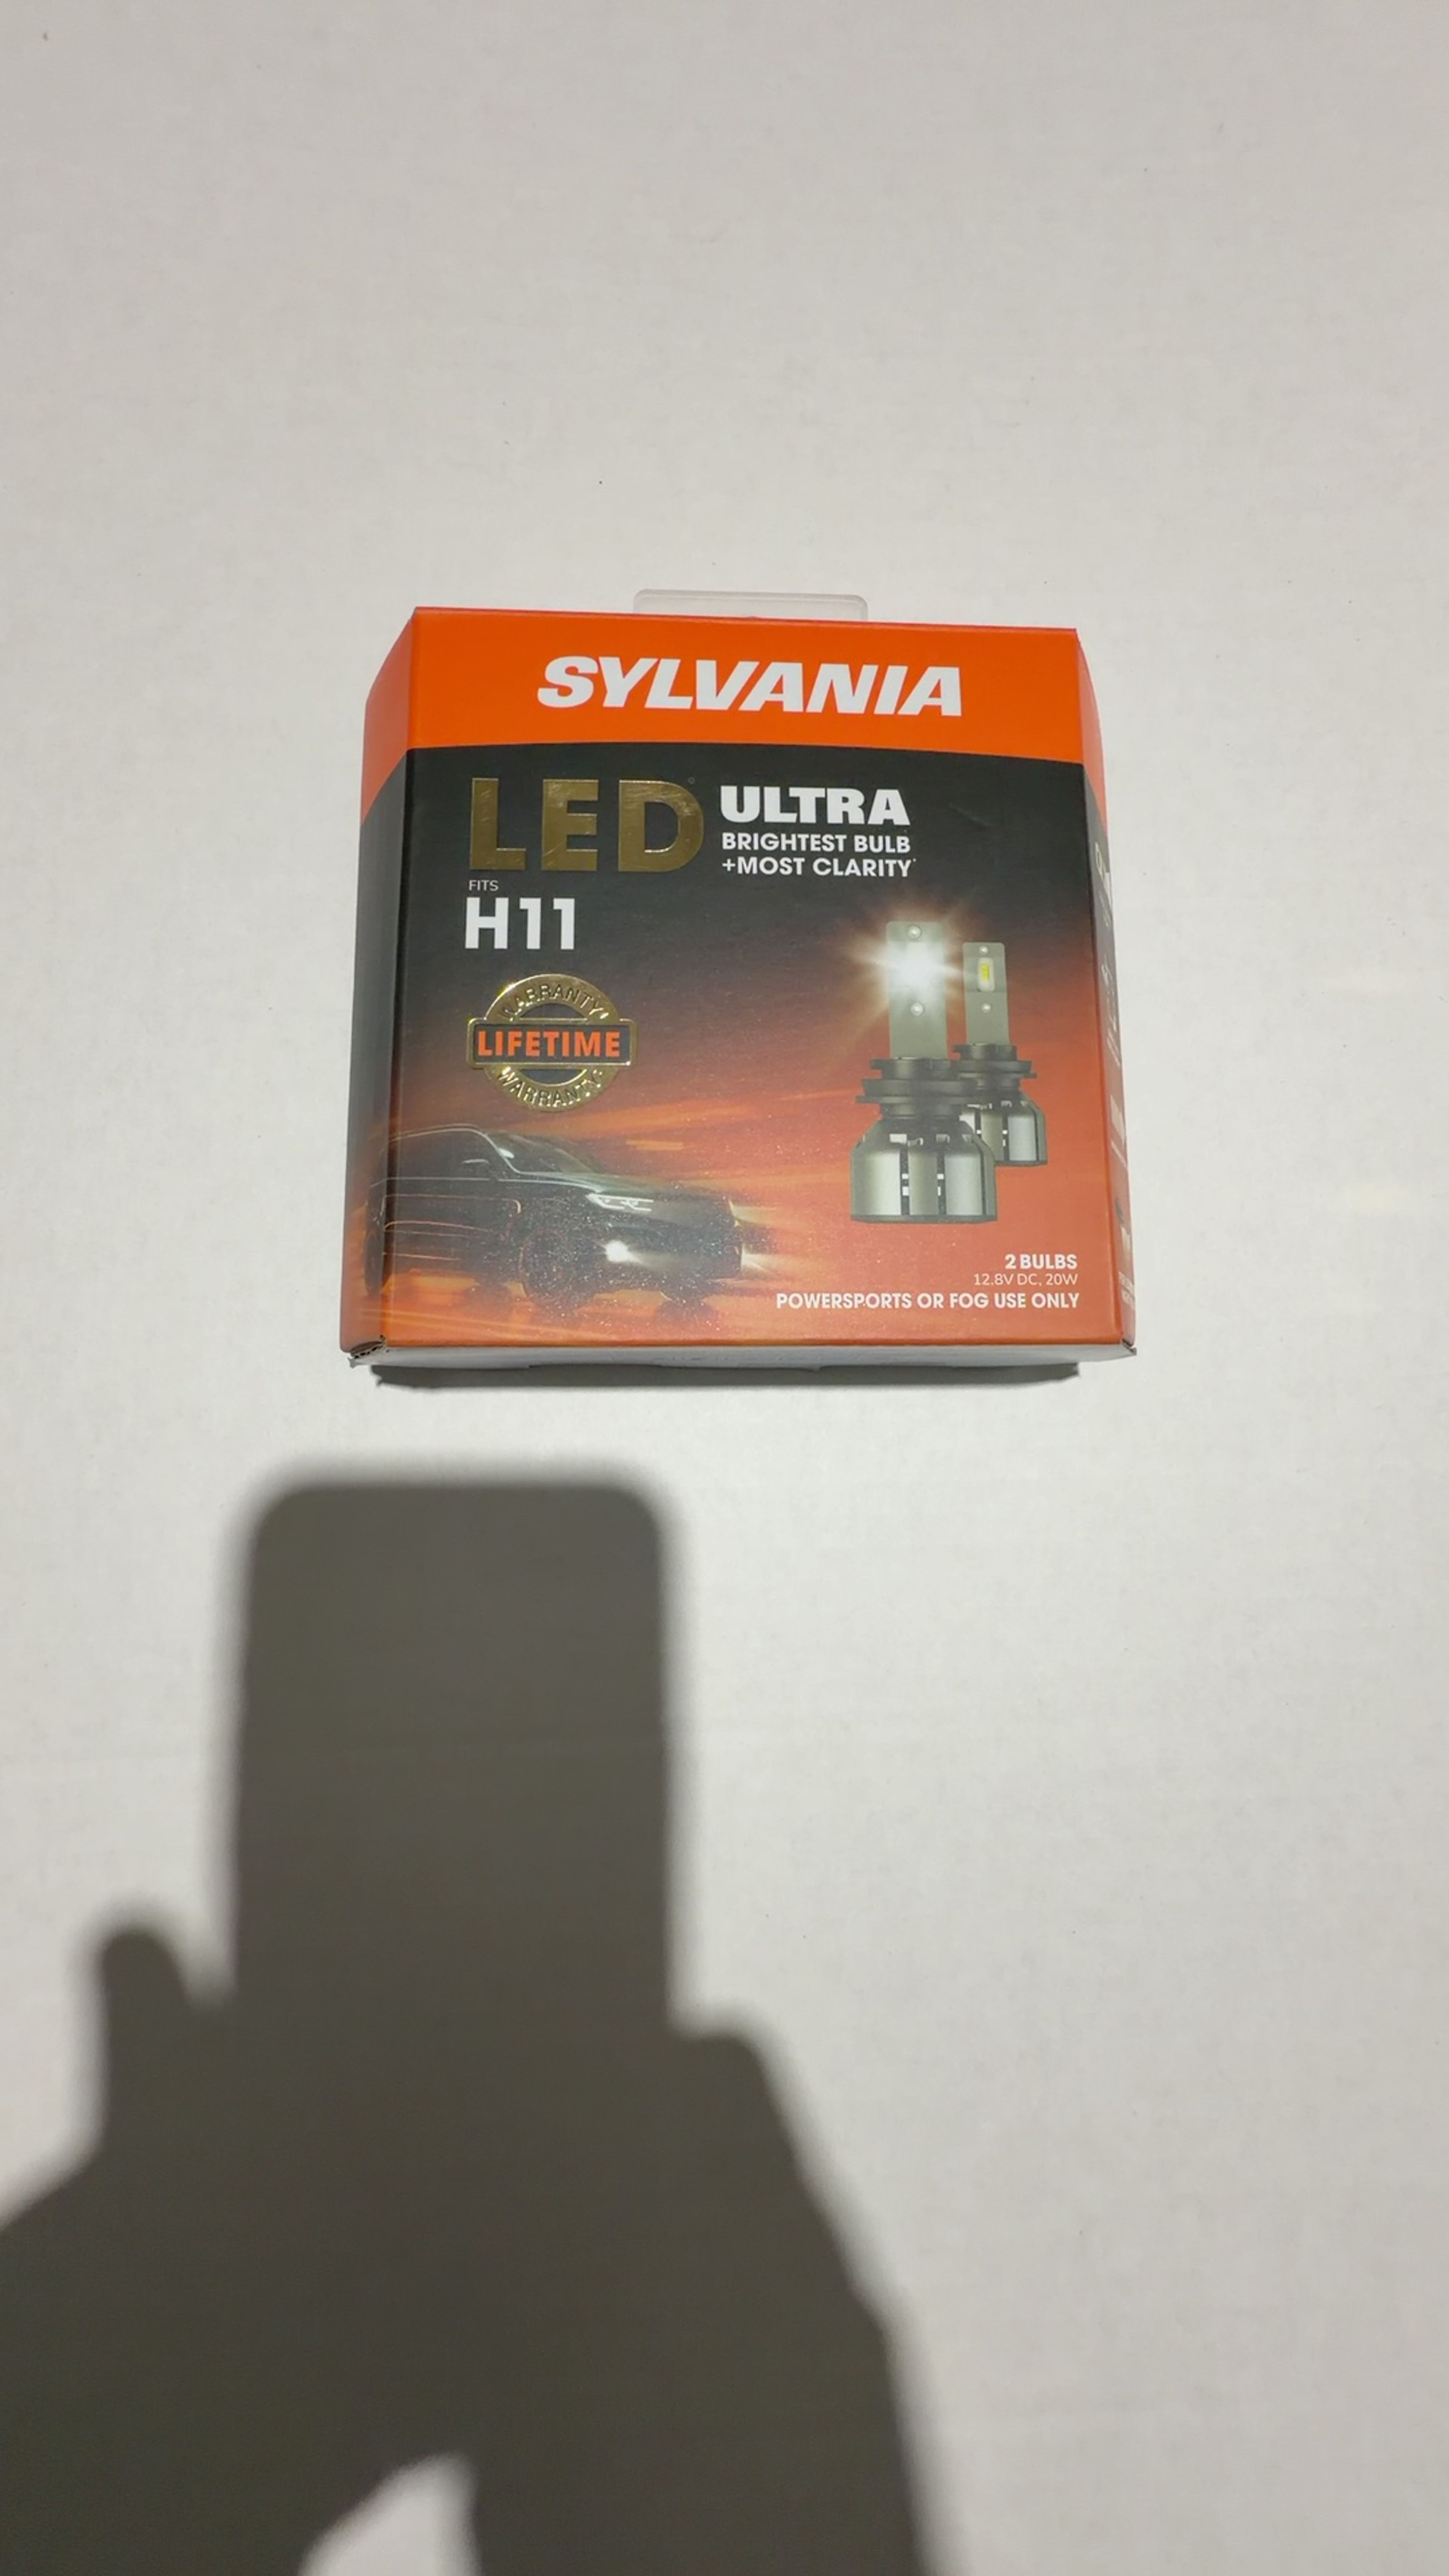 SYLVANIA
LED
ULTRA
BRIGHTEST BULB
+MOST CLARITY
FITS
H11
WARRANTY
LIFETIME
WARRANTY
2 BULBS
12.8V DC, 20W
POWERSPORTS OR FOG USE ONLY